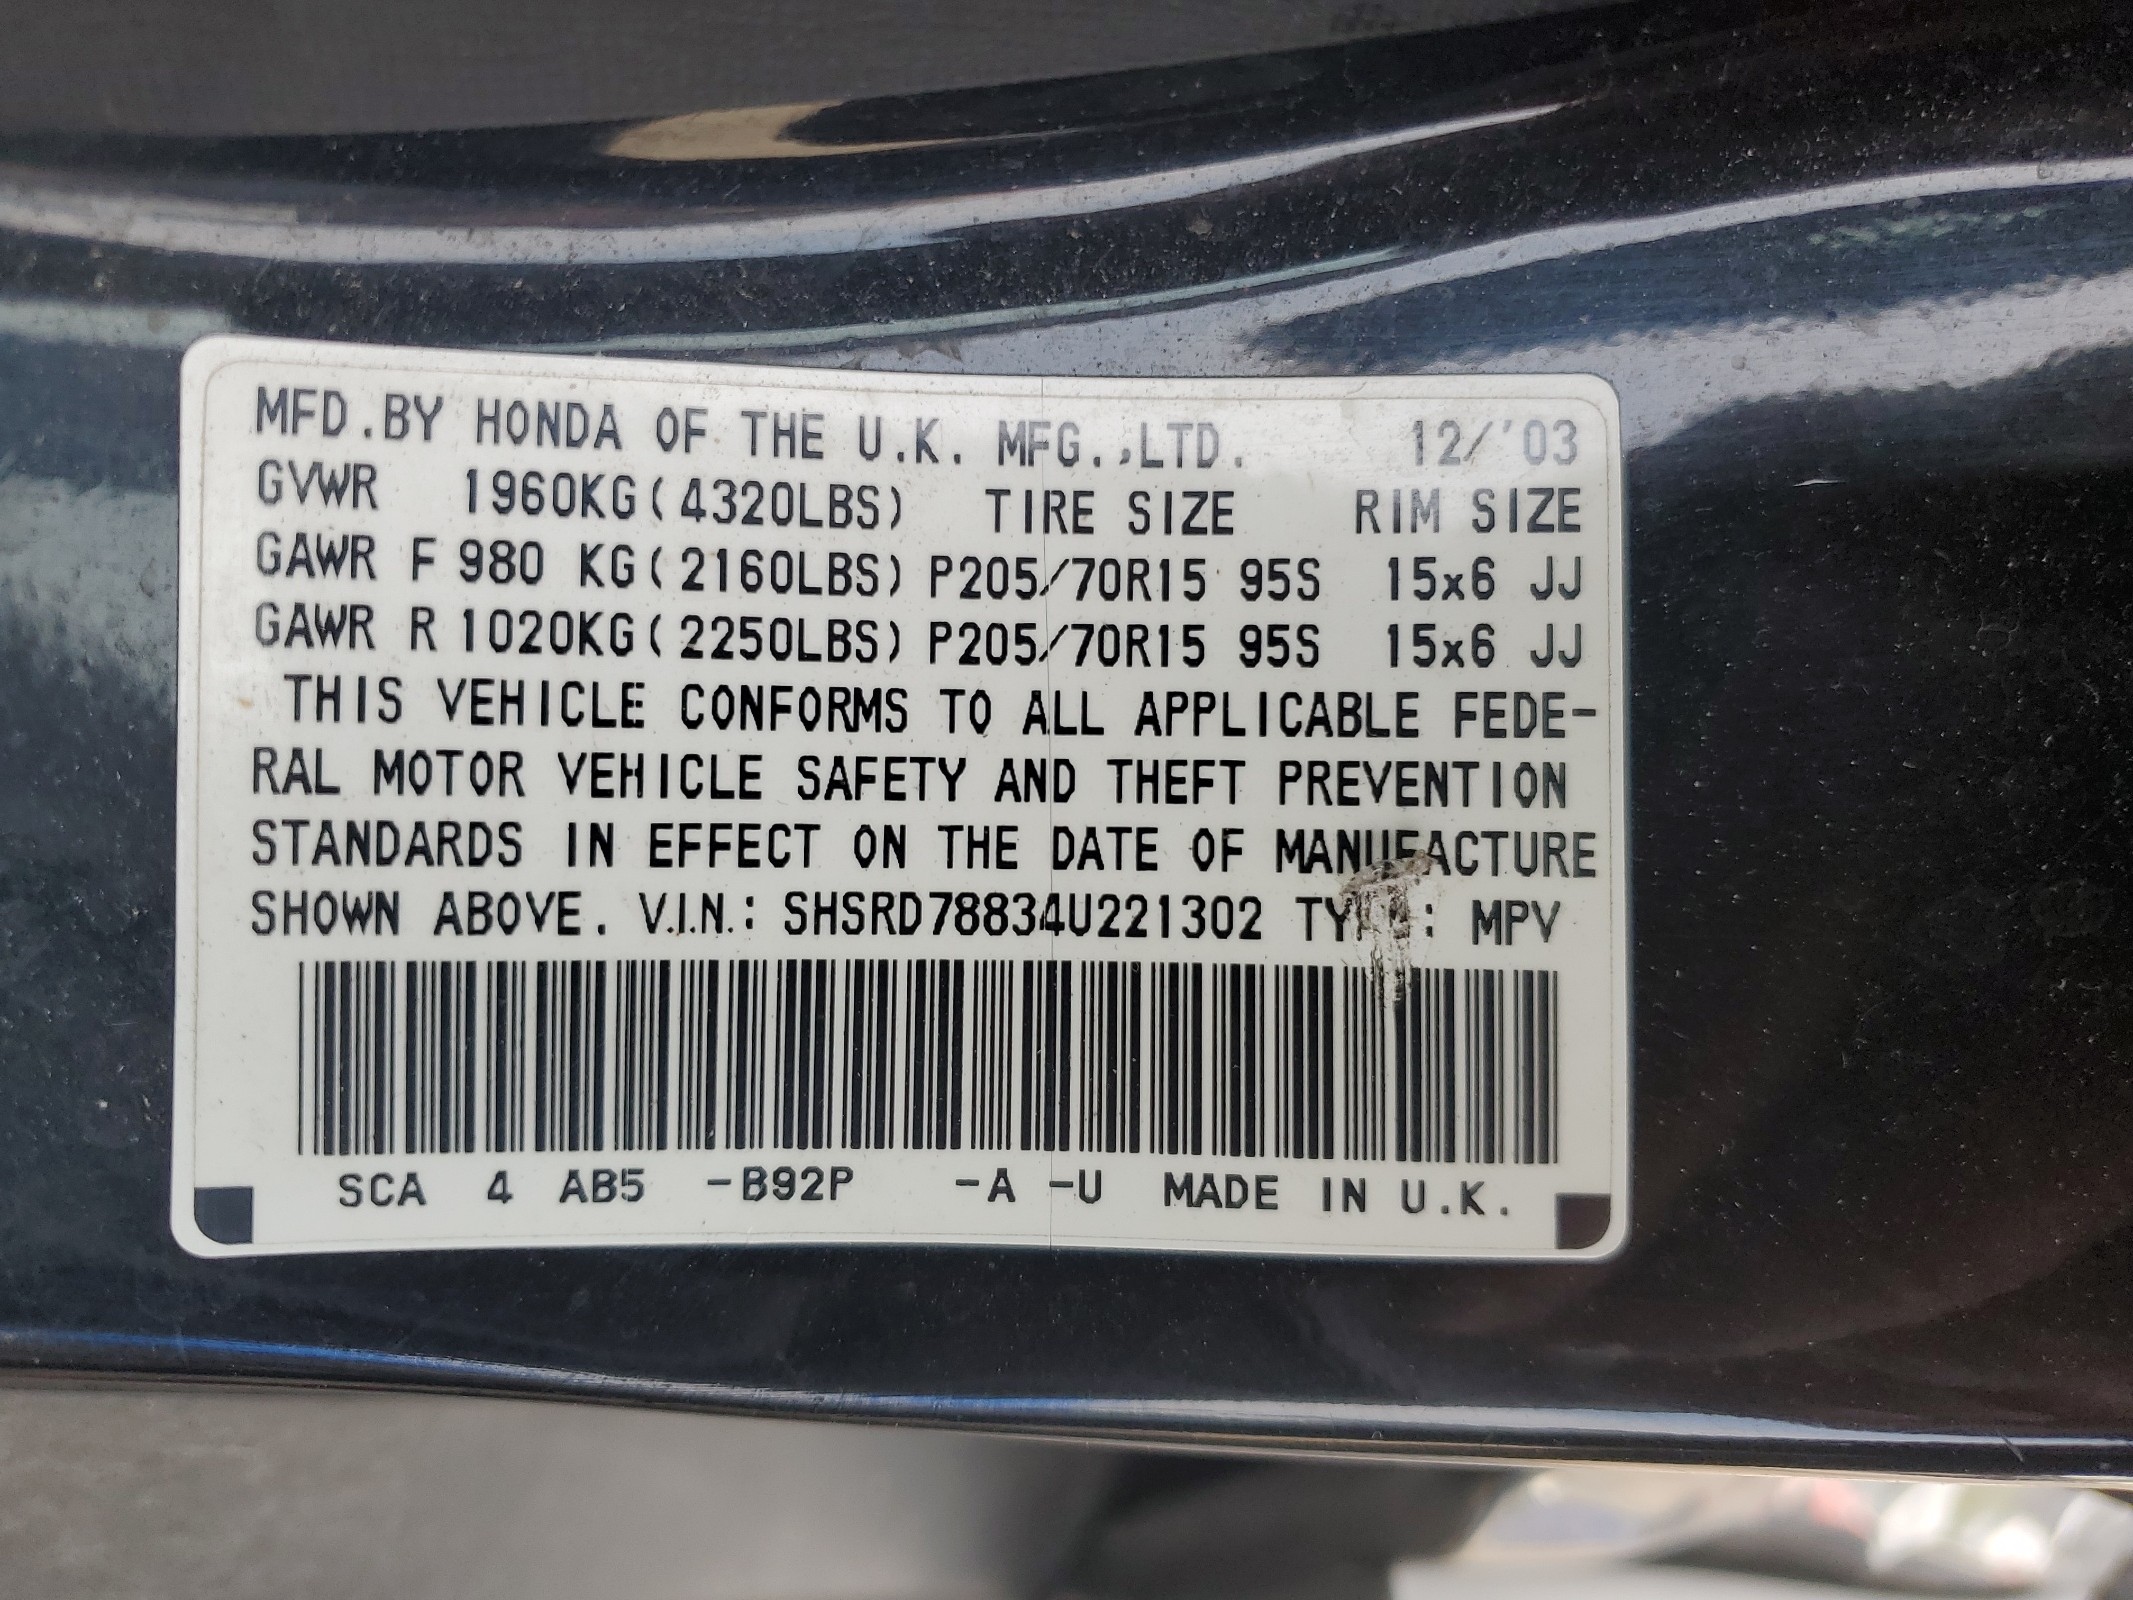 MFD.BY HONDA OF THE U.K. MFG.,LTD. 12/'03
GVWR 1960KG(4320LBS) TIRE SIZE RIM SIZE
GAWR F 980 KG(2160LBS) P205/70R15 95S 15x6 JJ
GAWR R 1020KG(2250LBS) P205/70R15 95S 15x6 JJ
THIS VEHICLE CONFORMS TO ALL APPLICABLE FEDE-
RAL MOTOR VEHICLE SAFETY AND THEFT PREVENTION
STANDARDS IN EFFECT ON THE DATE OF MANUFACTURE
SHOWN ABOVE. V.I.N.: SHSRD78834U221302 TYPE: MPV
SCA 4 AB5 -B92P -A -U MADE IN U.K.